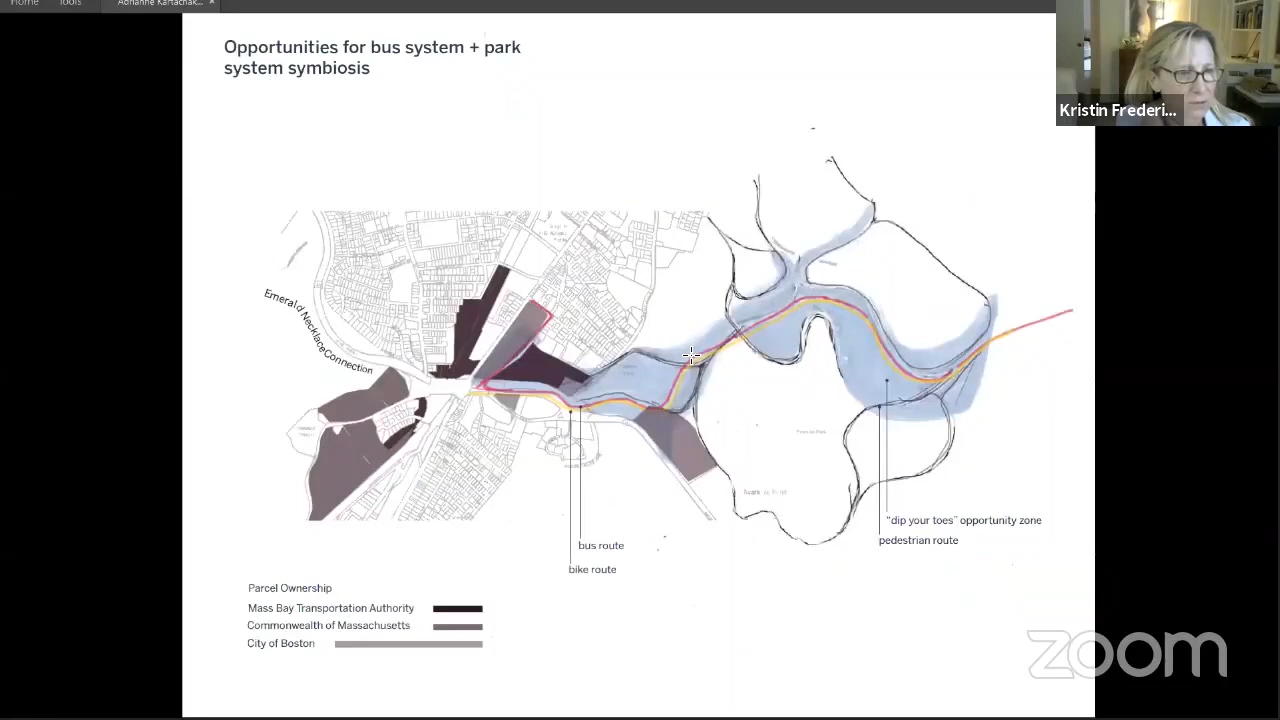 Home
Tools
Adrianne Kartachak...
×
Opportunities for bus system + park
system symbiosis
Kristin Frederi...
Emerald Necklace Connection
"dip your toes" opportunity zone
pedestrian route
bus route
bike route
Parcel Ownership
Mass Bay Transportation Authority
Commonwealth of Massachusetts
City of Boston
zoom